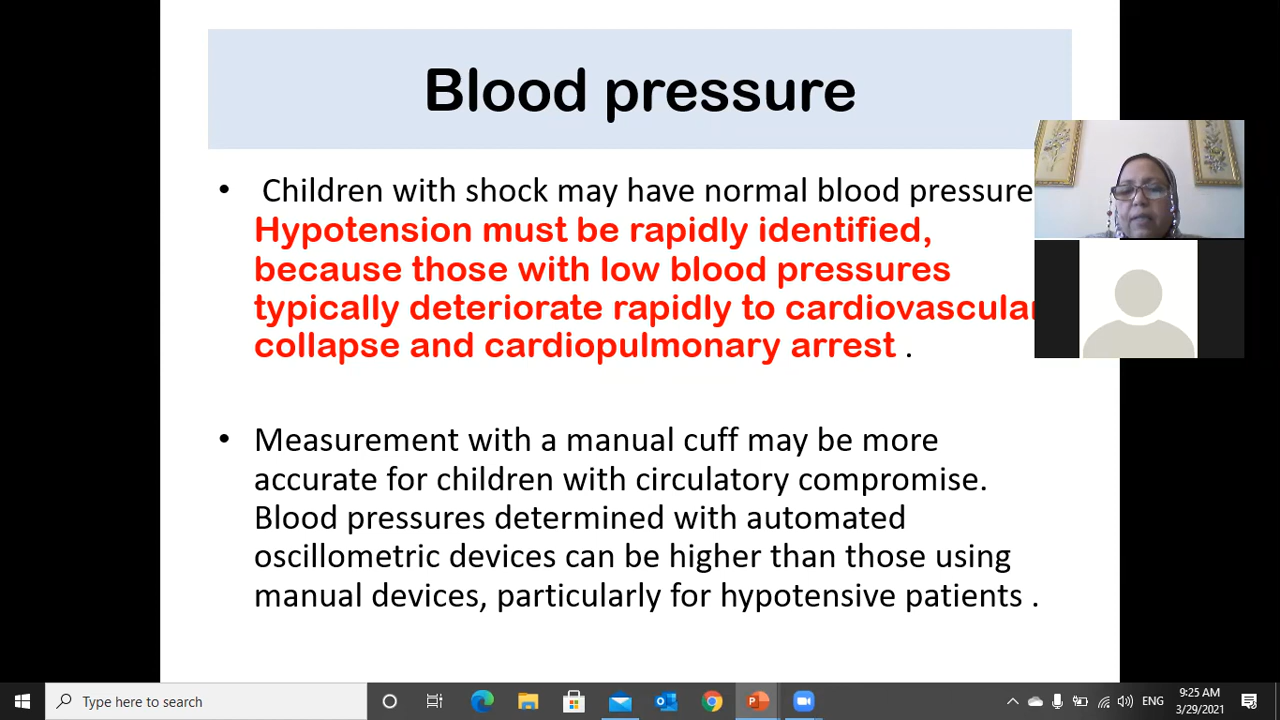 Blood pressure
• Children with shock may have normal blood pressure
Hypotension must be rapidly identified,
because those with low blood pressures
typically deteriorate rapidly to cardiovascular
collapse and cardiopulmonary arrest .
• Measurement with a manual cuff may be more
accurate for children with circulatory compromise.
Blood pressures determined with automated
oscillometric devices can be higher than those using
manual devices, particularly for hypotensive patients .
Type here to search
ENG
9:25 AM
3/29/2021